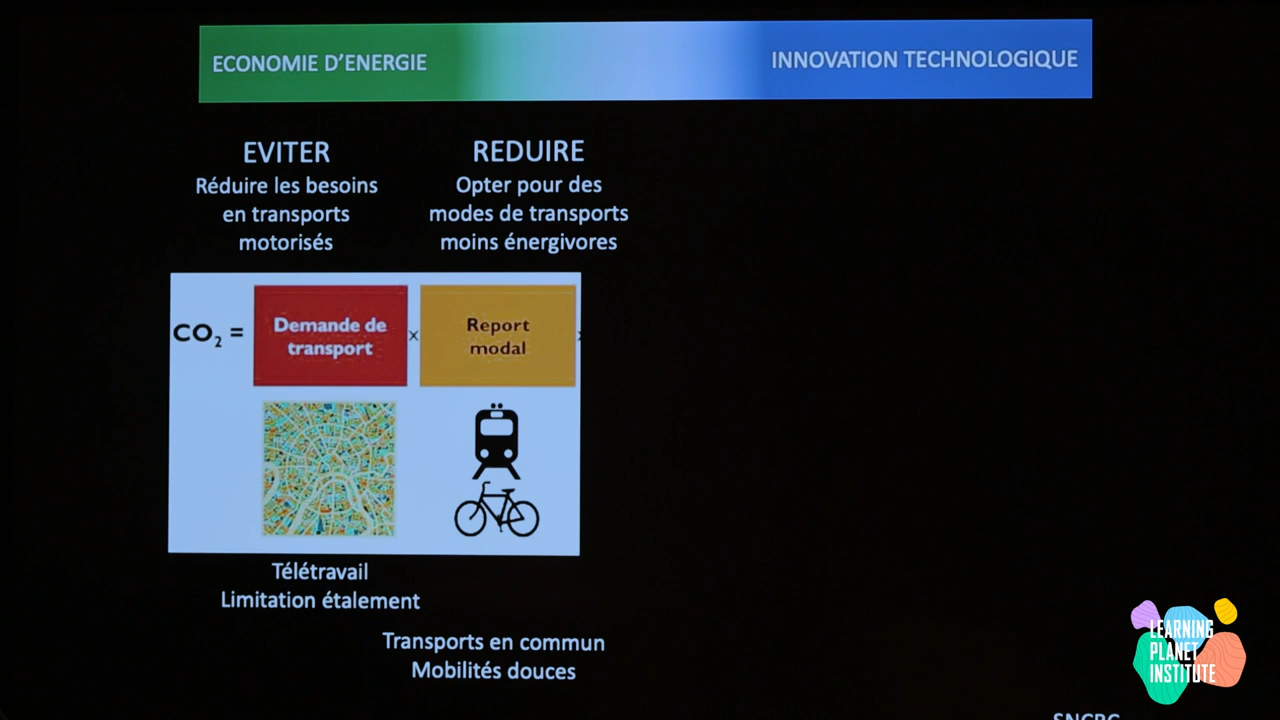 ECONOMIE D'ENERGIE
INNOVATION TECHNOLOGIQUE
EVITER
Réduire les besoins
en transports
motorisés
REDUIRE
Opter pour des
modes de transports
moins énergivores
CO₂ =
Demande de
transport
x
Report
modal
Télétravail
Limitation étalement
Transports en commun
Mobilités douces
LEARNING
PLANET
INSTITUTE